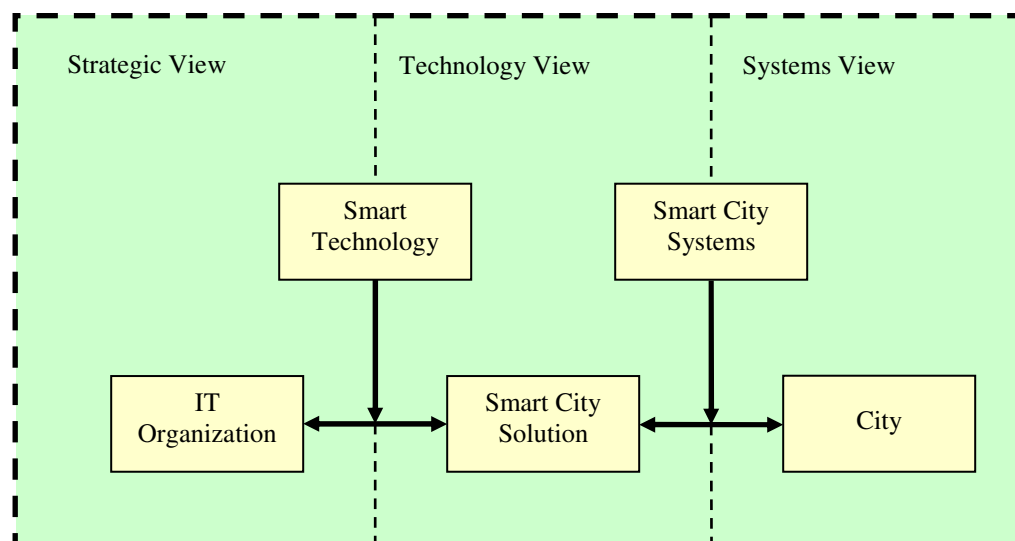 Strategic View
Technology View
Systems View
Smart
Technology
Smart City
Systems
IT
Organization
Smart City
Solution
City